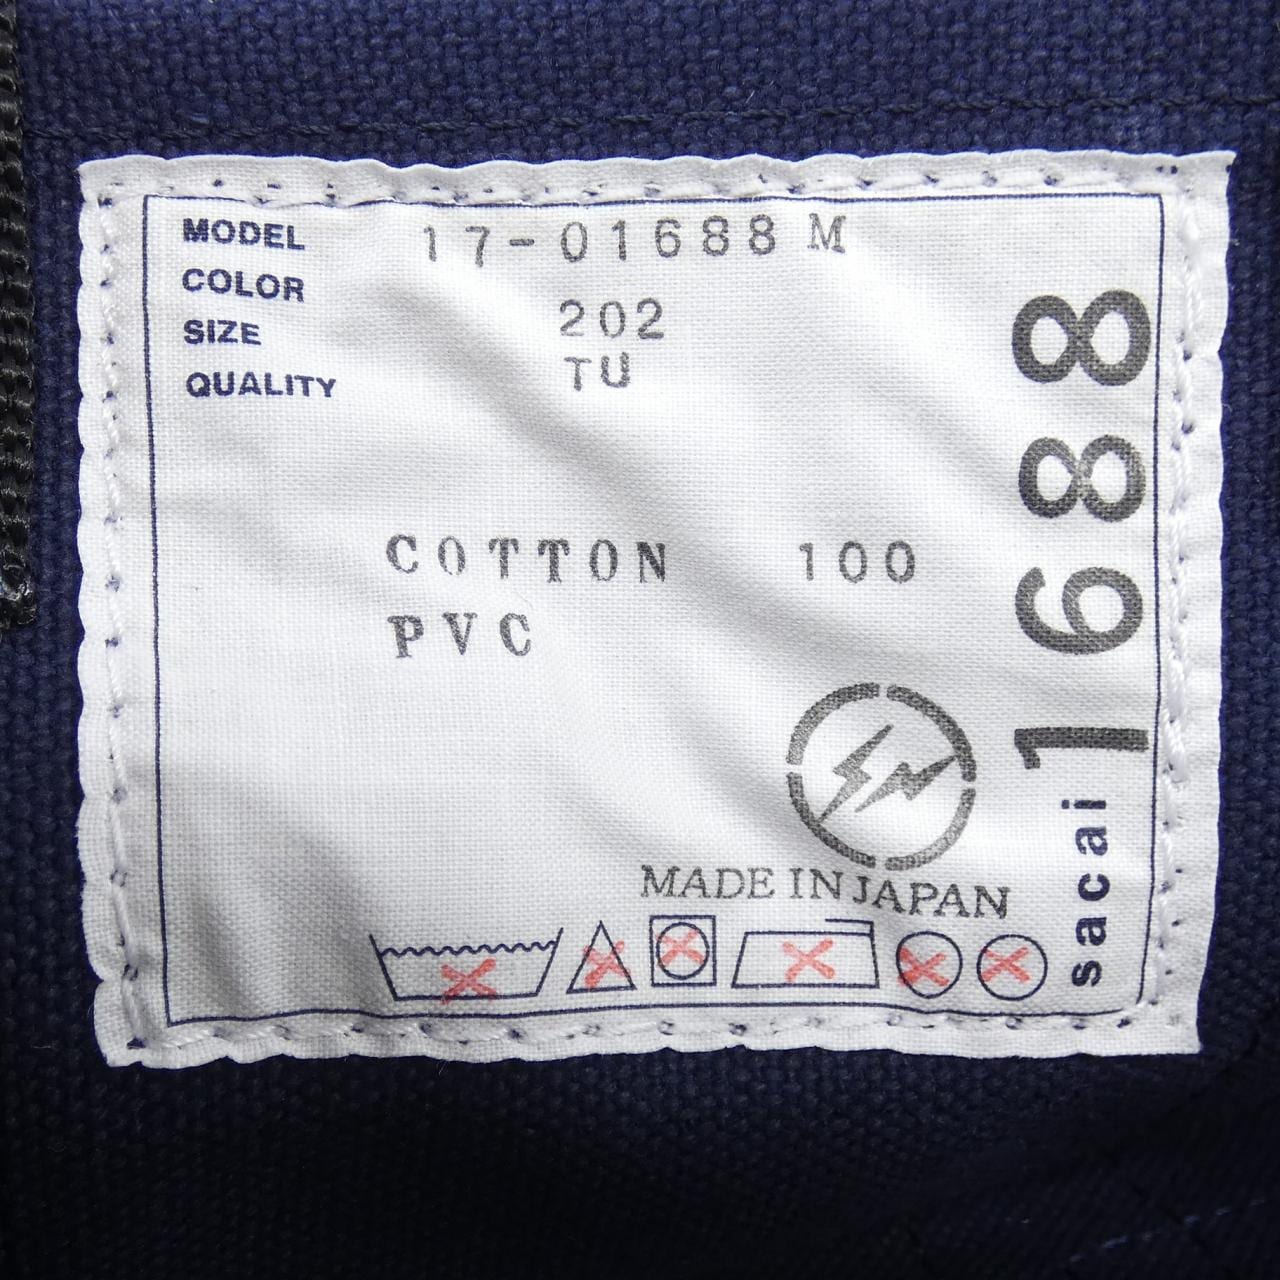 MODEL 17-01688 M
COLOR 202
SIZE TU
QUALITY
COTTON 100
PVC
MADE IN JAPAN
sacai 1688